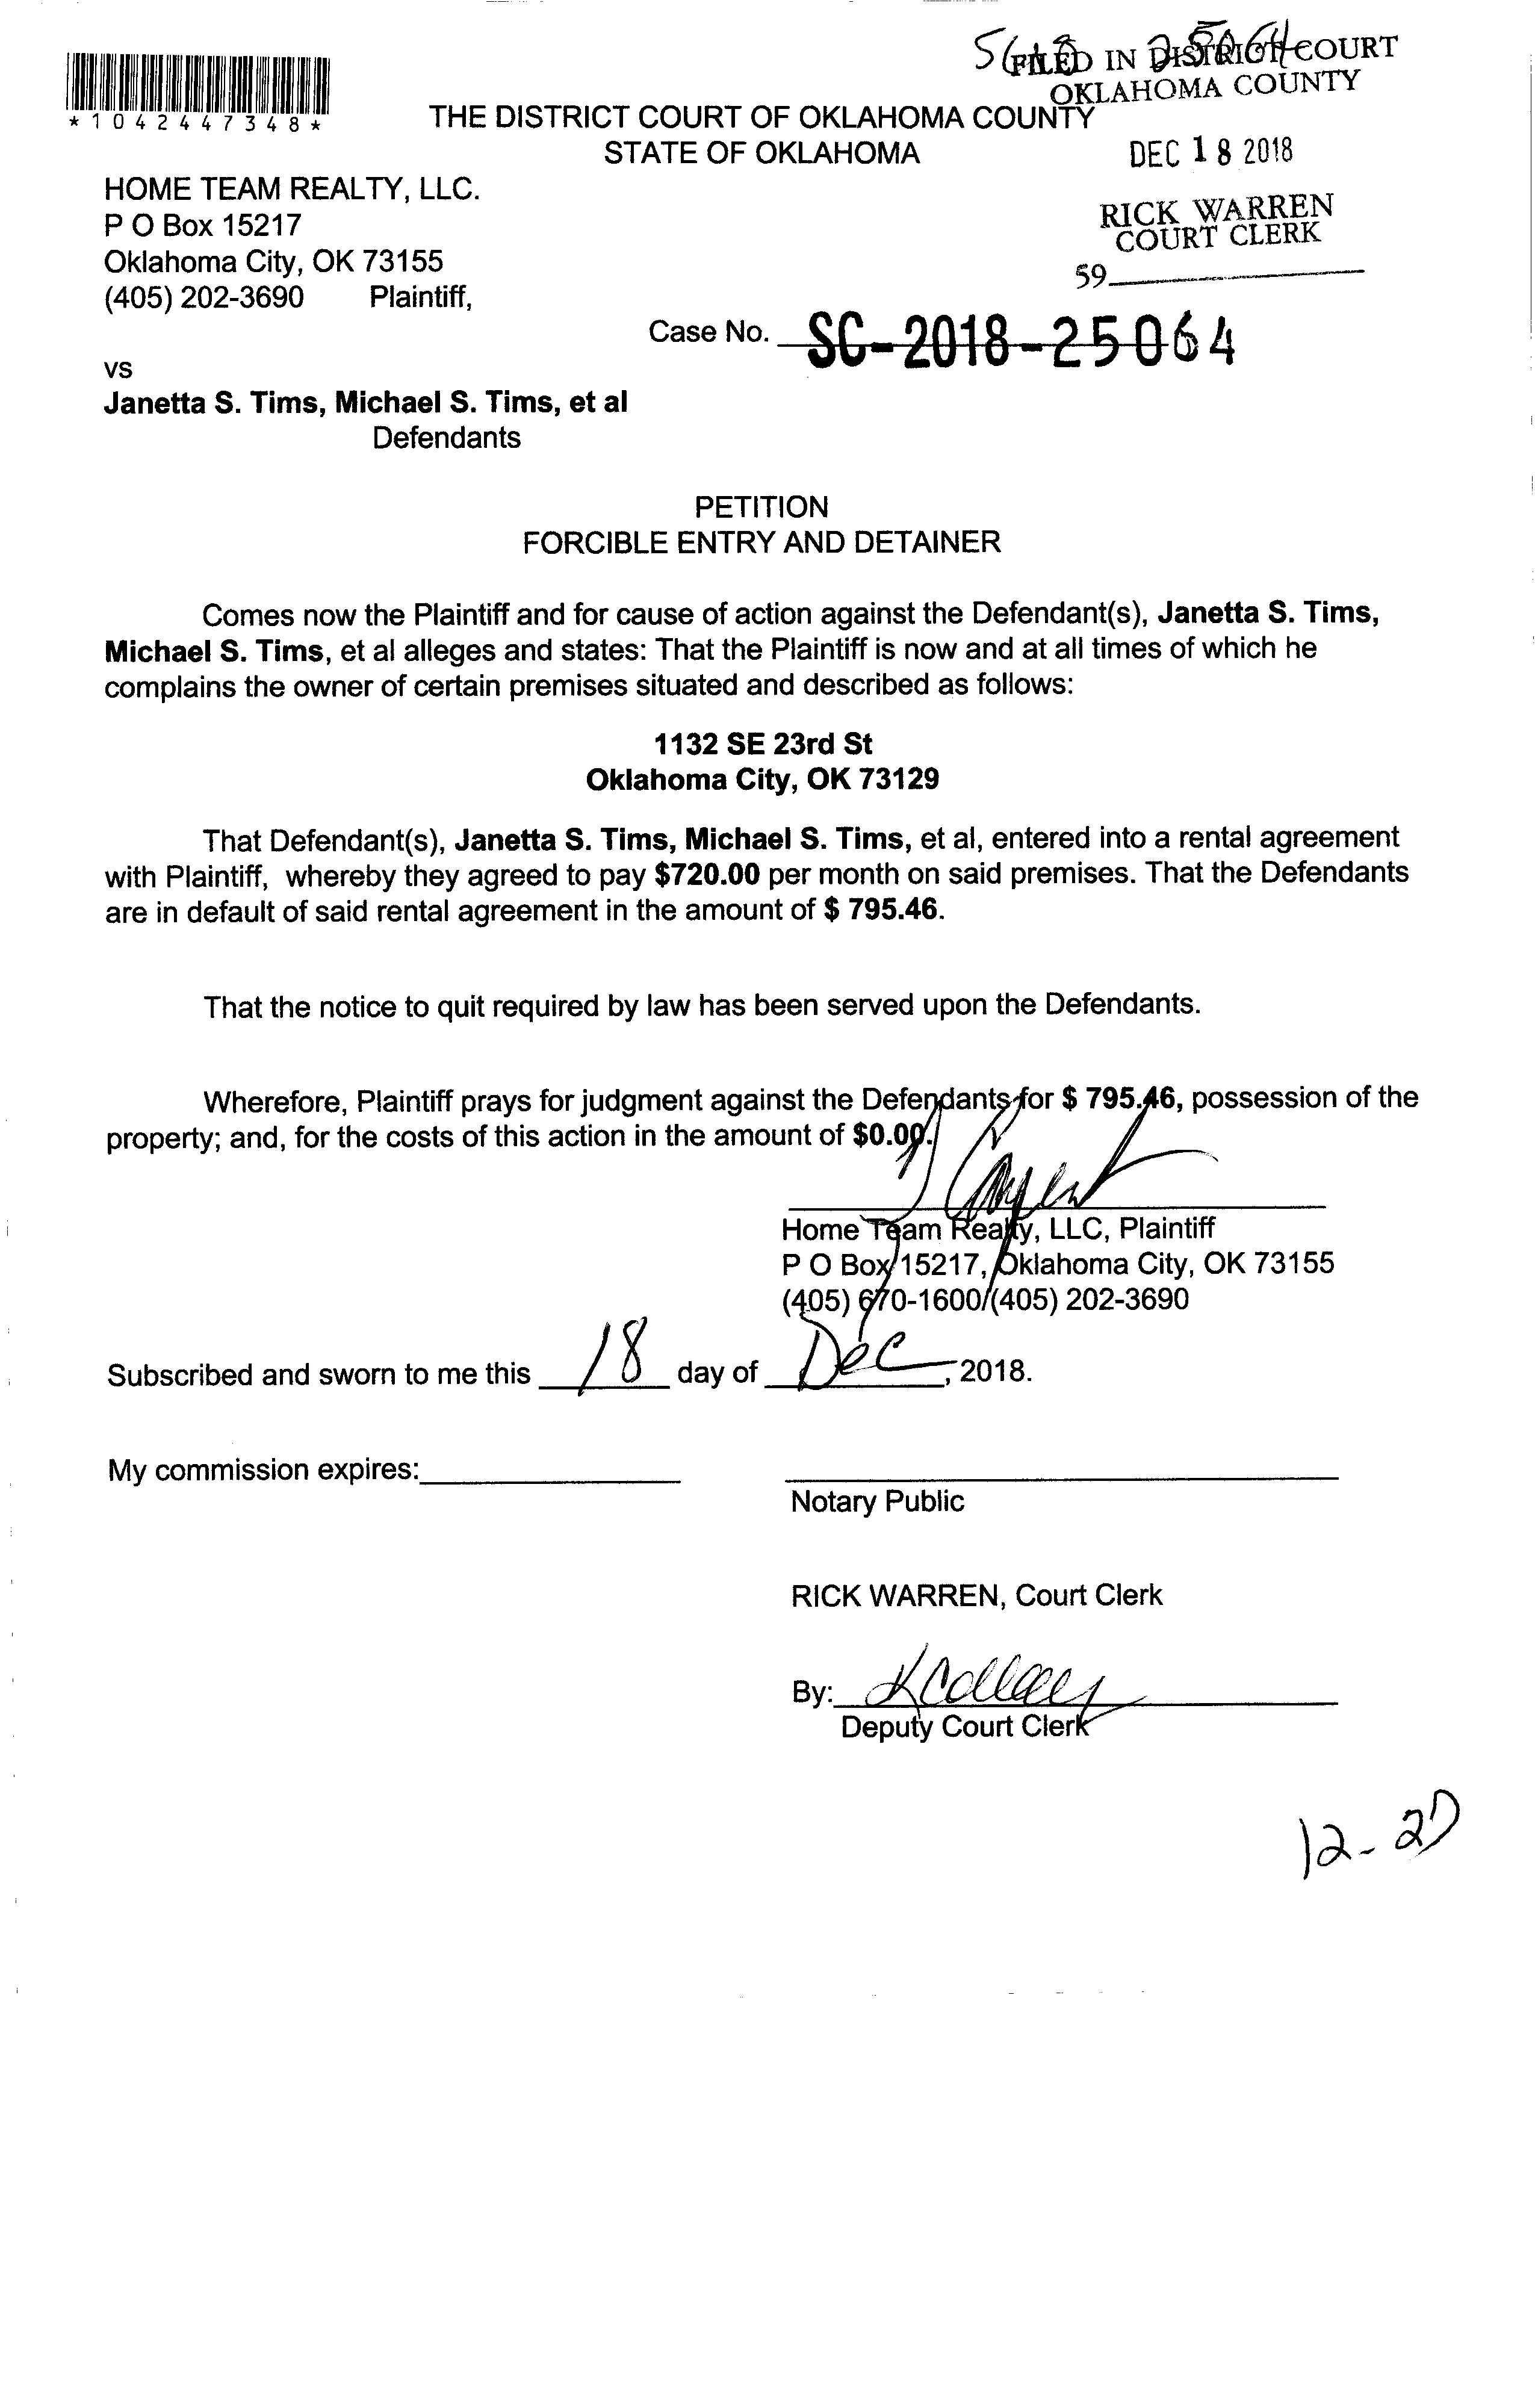 FILED IN DISTRICT COURT
OKLAHOMA COUNTY
*1042447348*
THE DISTRICT COURT OF OKLAHOMA COUNTY
STATE OF OKLAHOMA
DEC 18 2018
HOME TEAM REALTY, LLC.
P O Box 15217
Oklahoma City, OK 73155
(405) 202-3690 Plaintiff,
RICK WARREN
COURT CLERK
59
Case No. SC-2018-25064
vs
Janetta S. Tims, Michael S. Tims, et al
Defendants
PETITION
FORCIBLE ENTRY AND DETAINER
Comes now the Plaintiff and for cause of action against the Defendant(s), Janetta S. Tims,
Michael S. Tims, et al alleges and states: That the Plaintiff is now and at all times of which he
complains the owner of certain premises situated and described as follows:
1132 SE 23rd St
Oklahoma City, OK 73129
That Defendant(s), Janetta S. Tims, Michael S. Tims, et al, entered into a rental agreement
with Plaintiff, whereby they agreed to pay $720.00 per month on said premises. That the Defendants
are in default of said rental agreement in the amount of $ 795.46.
That the notice to quit required by law has been served upon the Defendants.
Wherefore, Plaintiff prays for judgment against the Defendants for $ 795.46, possession of the
property; and, for the costs of this action in the amount of $0.00.
Home Team Realty, LLC, Plaintiff
P O Box 15217, Oklahoma City, OK 73155
(405) 670-1600/(405) 202-3690
Subscribed and sworn to me this 18 day of Dec, 2018.
My commission expires:
Notary Public
RICK WARREN, Court Clerk
By:
Deputy Court Clerk
12-27